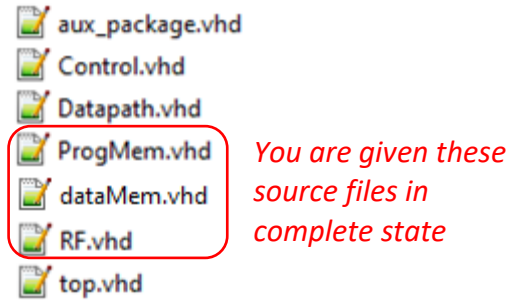 aux_package.vhd
Control.vhd
Datapath.vhd
ProgMem.vhd
dataMem.vhd
RF.vhd
top.vhd
You are given these
source files in
complete state